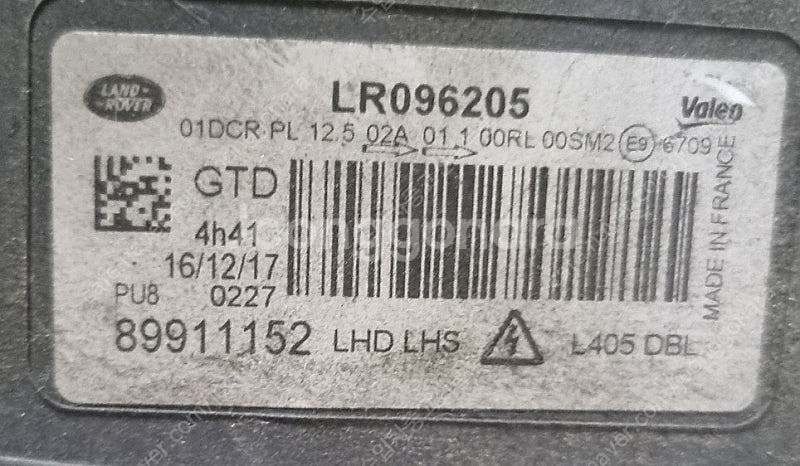 LAND
ROVER
LR096205
Valeo
01DCR PL 12.5 02A 01.1 00RL 00SM2 E9 6709
GTD
4h41
16/12/17
PU8 0227
MADE IN FRANCE
89911152 LHD LHS L405 DBL
joonggonara